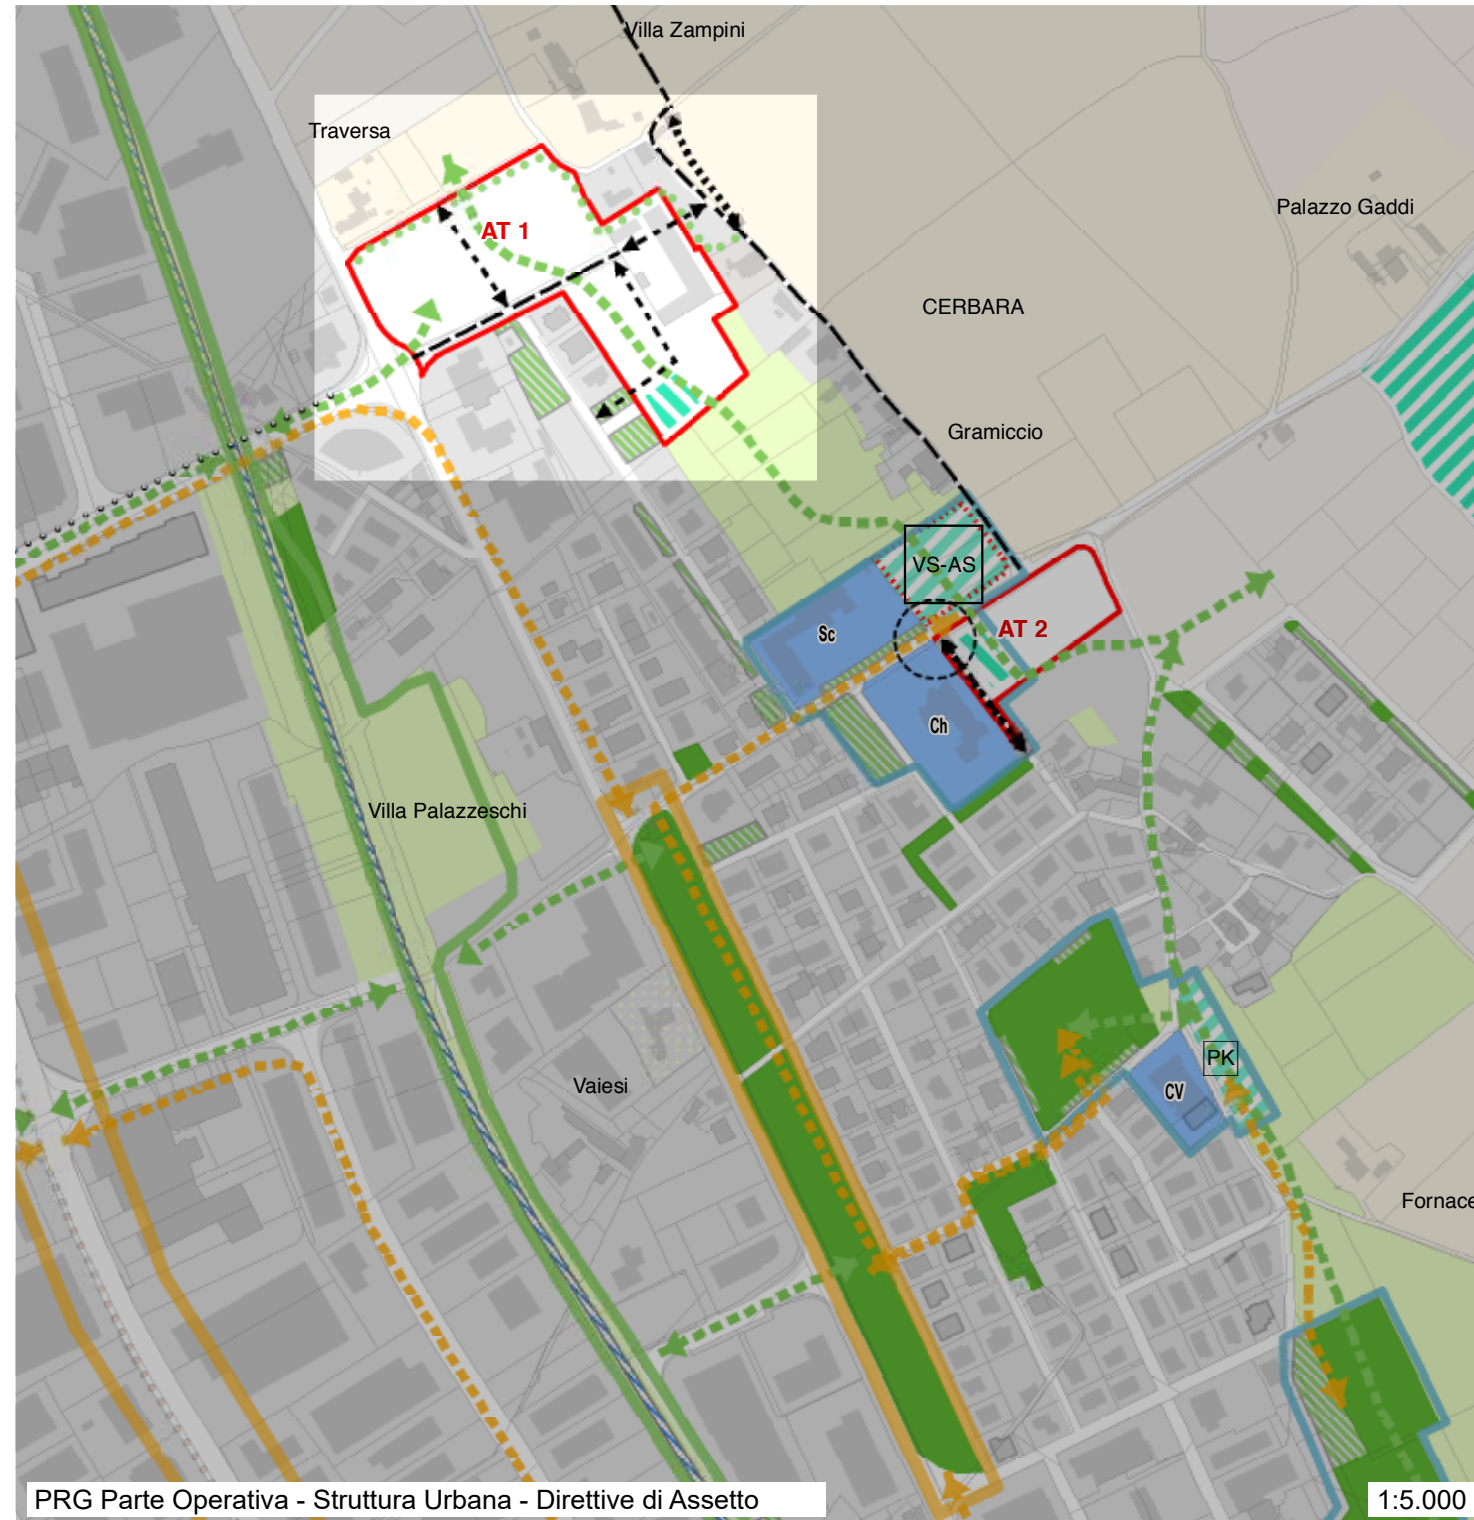 Villa Zampini
Traversa
Palazzo Gaddi
AT 1
CERBARA
Gramiccio
VS-AS
Sc
AT 2
Ch
Villa Palazzeschi
PK
Vaiesi
CV
Fornace
PRG Parte Operativa - Struttura Urbana - Direttive di Assetto
1:5.000